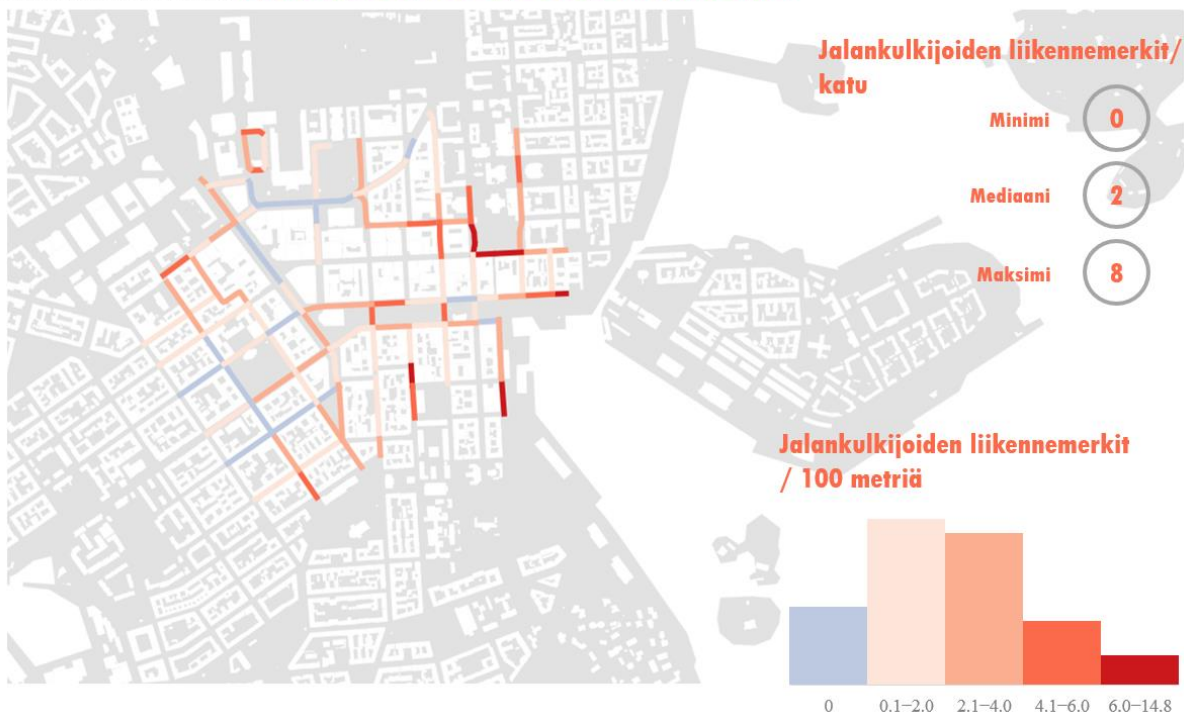 Jalankulkijoiden liikennemerkit/
katu
Minimi 0
Mediaani 2
Maksimi 8
Jalankulkijoiden liikennemerkit
/ 100 metriä
0 0.1–2.0 2.1–4.0 4.1–6.0 6.0–14.8